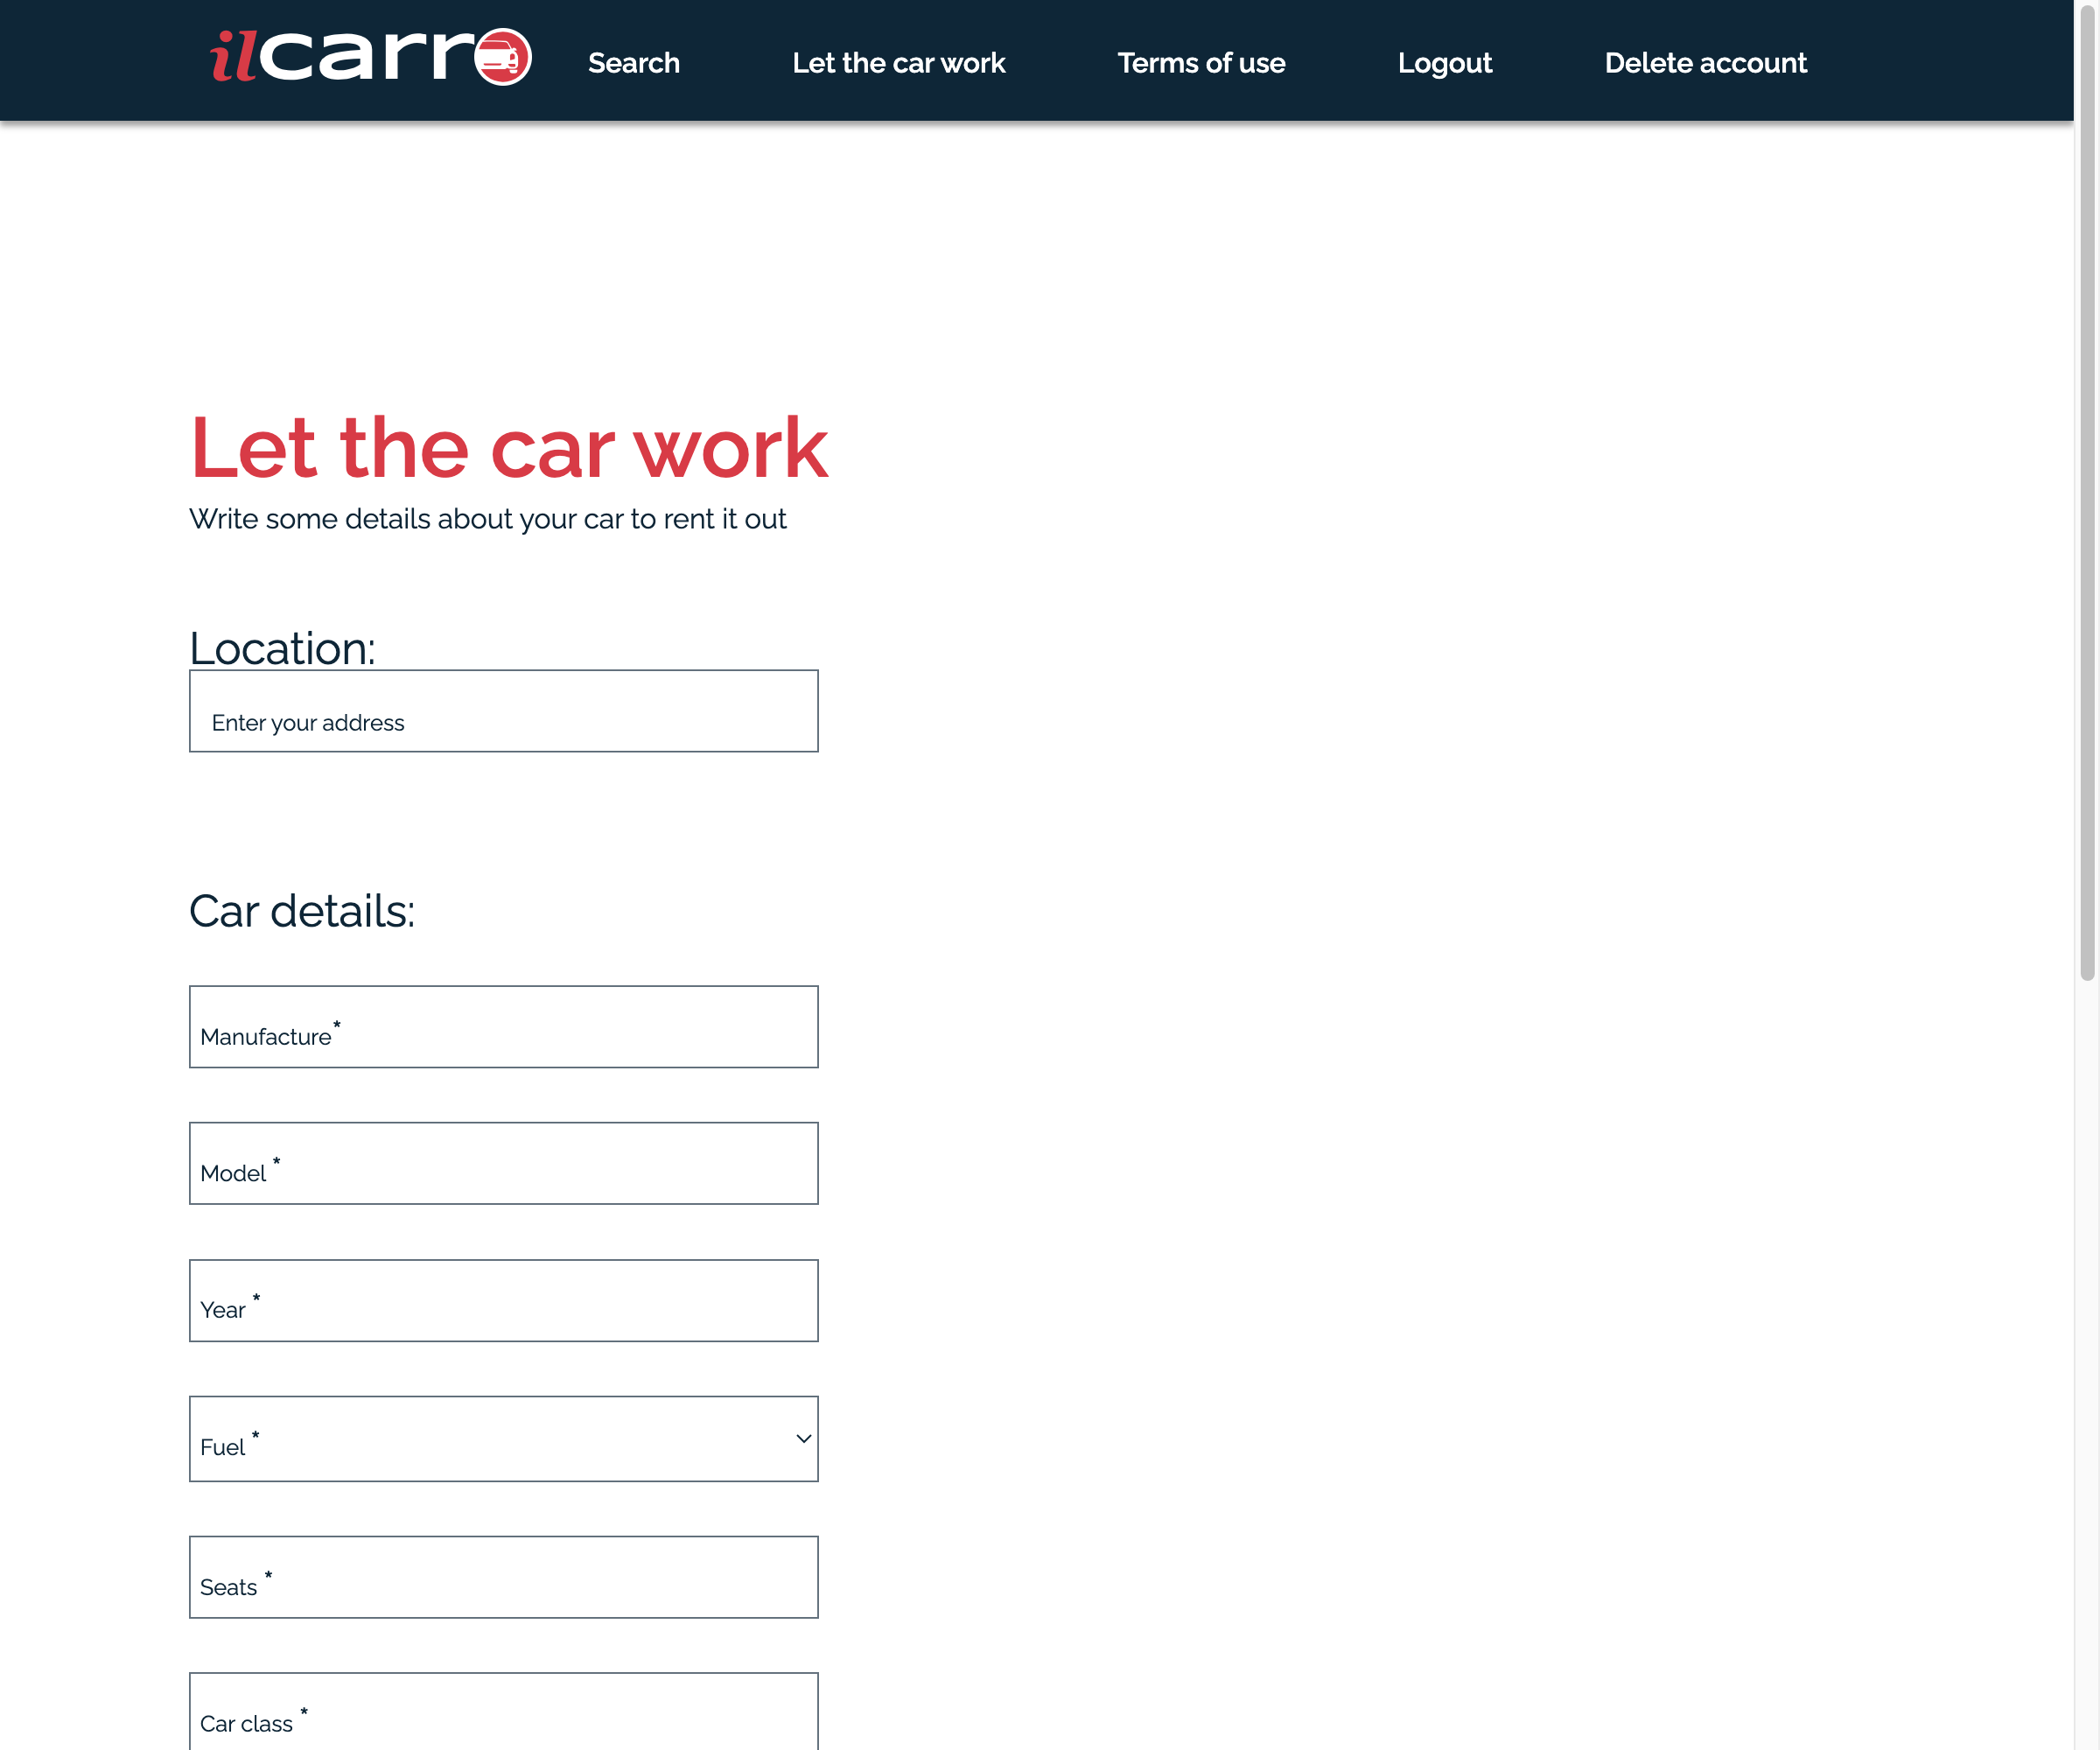 ilcarro
Search
Let the car work
Terms of use
Logout
Delete account
Let the car work
Write some details about your car to rent it out
Location:
Enter your address
Car details:
Manufacture*
Model *
Year *
Fuel *
Seats *
Car class *